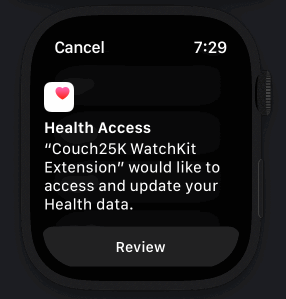 Cancel 7:29
Health Access
“Couch25K WatchKit
Extension” would like to
access and update your
Health data.
Review